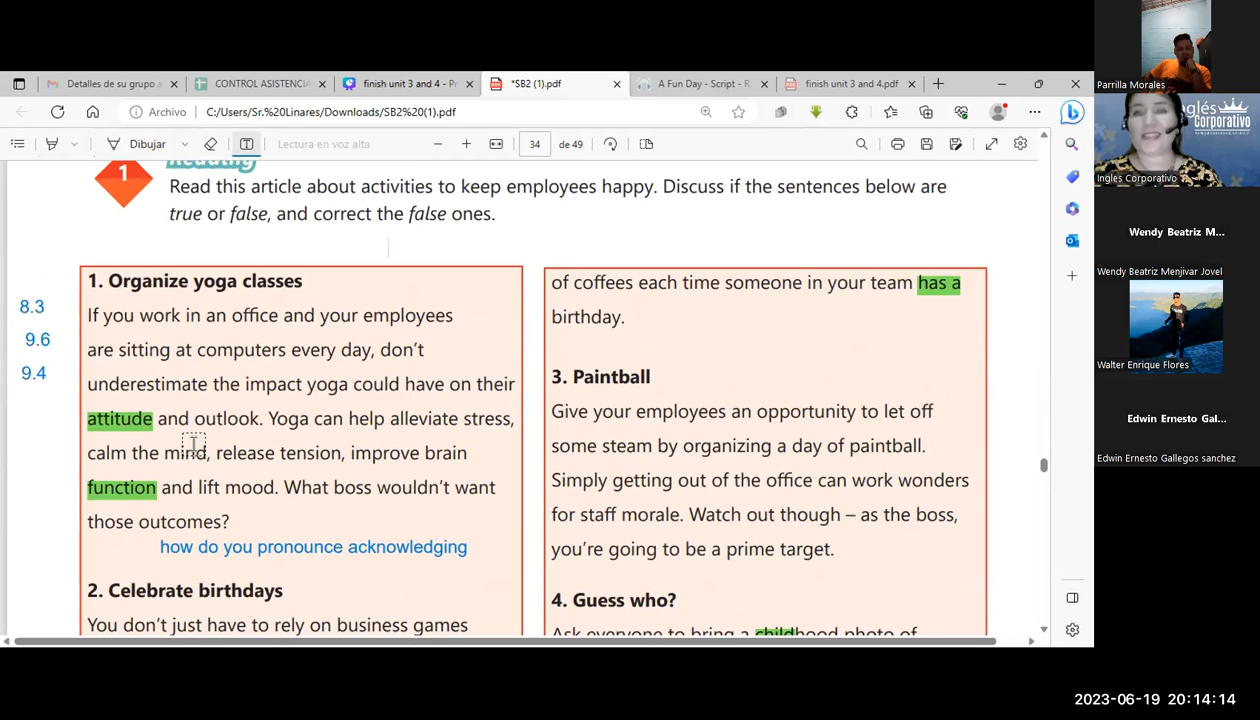 Detalles de su grupo a
CONTROL ASISTENCIA
finish unit 3 and 4 - Pr
*SB2 (1).pdf
A Fun Day - Script - R
finish unit 3 and 4.pdf
Archivo
C:/Users/Sr.%20Linares/Downloads/SB2%20(1).pdf
Dibujar
Lectura en voz alta
34
de 49
1
Reading
Read this article about activities to keep employees happy. Discuss if the sentences below are
true or false, and correct the false ones.
8.3
9.6
9.4
1. Organize yoga classes
If you work in an office and your employees
are sitting at computers every day, don't
underestimate the impact yoga could have on their
attitude and outlook. Yoga can help alleviate stress,
calm the mind, release tension, improve brain
function and lift mood. What boss wouldn't want
those outcomes?
how do you pronounce acknowledging
2. Celebrate birthdays
You don't just have to rely on business games
of coffees each time someone in your team has a
birthday.
3. Paintball
Give your employees an opportunity to let off
some steam by organizing a day of paintball.
Simply getting out of the office can work wonders
for staff morale. Watch out though – as the boss,
you're going to be a prime target.
4. Guess who?
Ask everyone to bring a childhood photo of
Parrilla Morales
Inglés
Corporativo
Inglés Corporativo
Wendy Beatriz M...
Wendy Beatriz Menjivar Jovel
Walter Enrique Flores
Edwin Ernesto Gal...
Edwin Ernesto Gallegos sanchez
2023-06-19 20:14:14